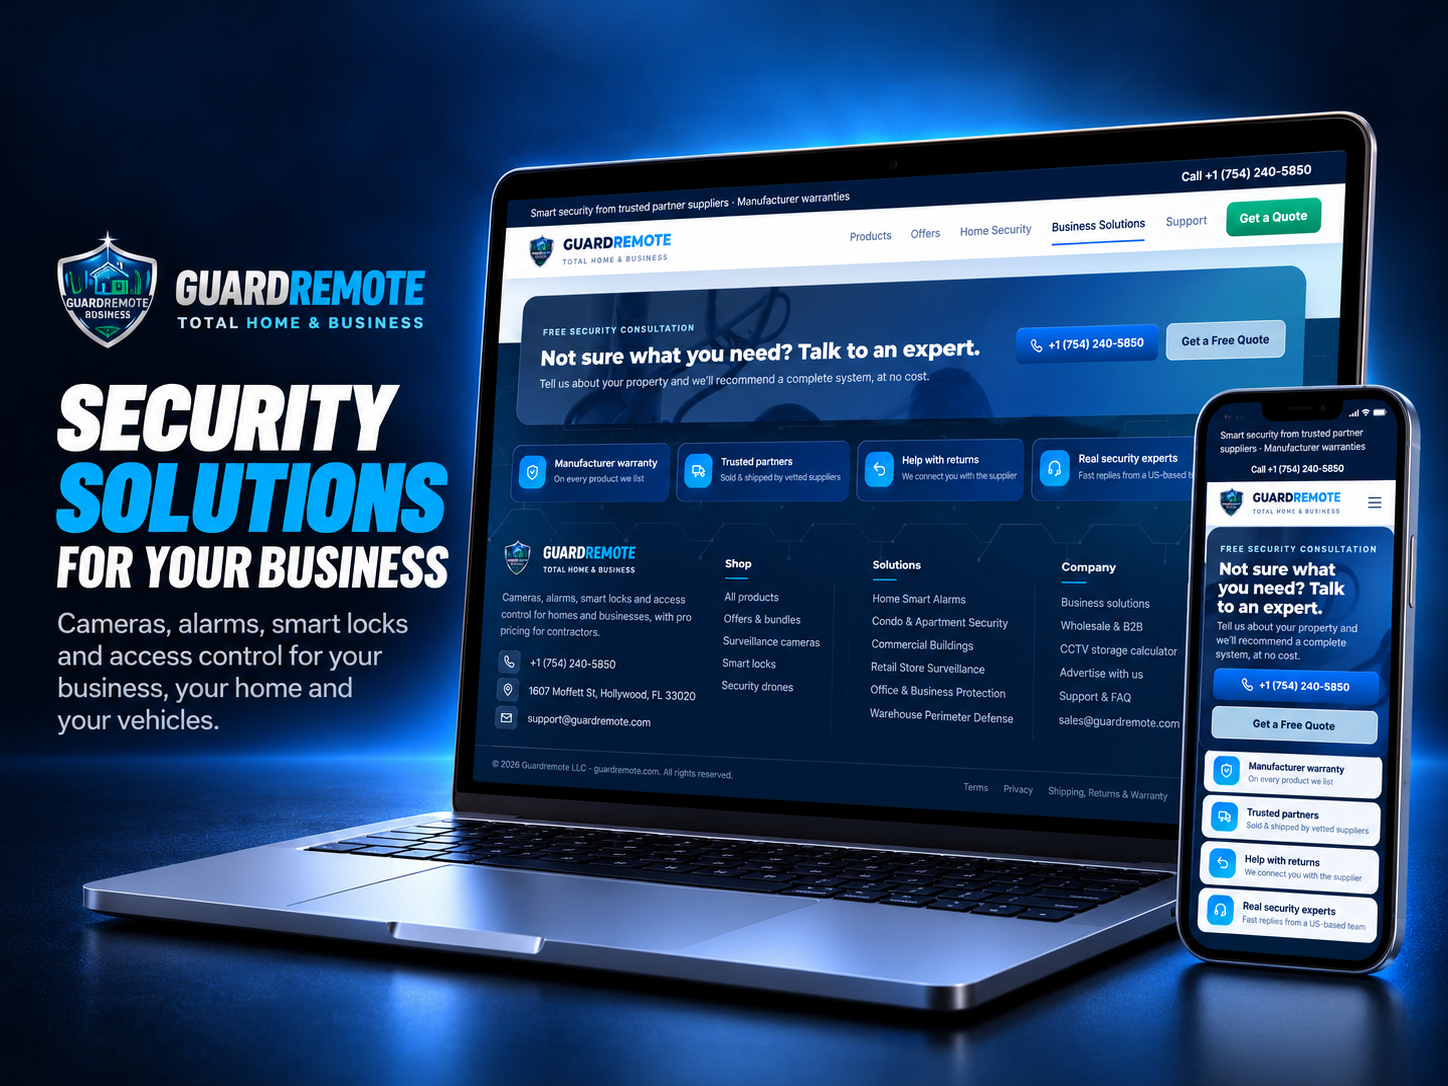 GUARDREMOTE
BUSINESS
GUARDREMOTE
TOTAL HOME & BUSINESS
SECURITY
SOLUTIONS
FOR YOUR BUSINESS
Cameras, alarms, smart locks
and access control for your
business, your home and
your vehicles.
Smart security from trusted partner suppliers · Manufacturer warranties
Call +1 (754) 240-5850
GUARDREMOTE
TOTAL HOME & BUSINESS
Products Offers Home Security Business Solutions Support Get a Quote
FREE SECURITY CONSULTATION
Not sure what you need? Talk to an expert.
Tell us about your property and we'll recommend a complete system, at no cost.
+1 (754) 240-5850 Get a Free Quote
Manufacturer warranty
On every product we list
Trusted partners
Sold & shipped by vetted suppliers
Help with returns
We connect you with the supplier
Real security experts
Fast replies from a US-based
GUARDREMOTE
TOTAL HOME & BUSINESS
Cameras, alarms, smart locks and access
control for homes and businesses, with pro
pricing for contractors.
+1 (754) 240-5850
1607 Moffett St, Hollywood, FL 33020
support@guardremote.com
Shop
All products
Offers & bundles
Surveillance cameras
Smart locks
Security drones
Solutions
Home Smart Alarms
Condo & Apartment Security
Commercial Buildings
Retail Store Surveillance
Office & Business Protection
Warehouse Perimeter Defense
Company
Business solutions
Wholesale & B2B
CCTV storage calculator
Advertise with us
Support & FAQ
sales@guardremote.com
© 2026 Guardremote LLC - guardremote.com. All rights reserved.
Terms Privacy Shipping, Returns & Warranty
Smart security from trusted partner
suppliers · Manufacturer warranties
Call +1 (754) 240-5850
GUARDREMOTE
TOTAL HOME & BUSINESS
FREE SECURITY CONSULTATION
Not sure what
you need? Talk
to an expert.
Tell us about your property and
we'll recommend a complete
system, at no cost.
+1 (754) 240-5850
Get a Free Quote
Manufacturer warranty
On every product we list
Trusted partners
Sold & shipped by vetted suppliers
Help with returns
We connect you with the supplier
Real security experts
Fast replies from a US-based team